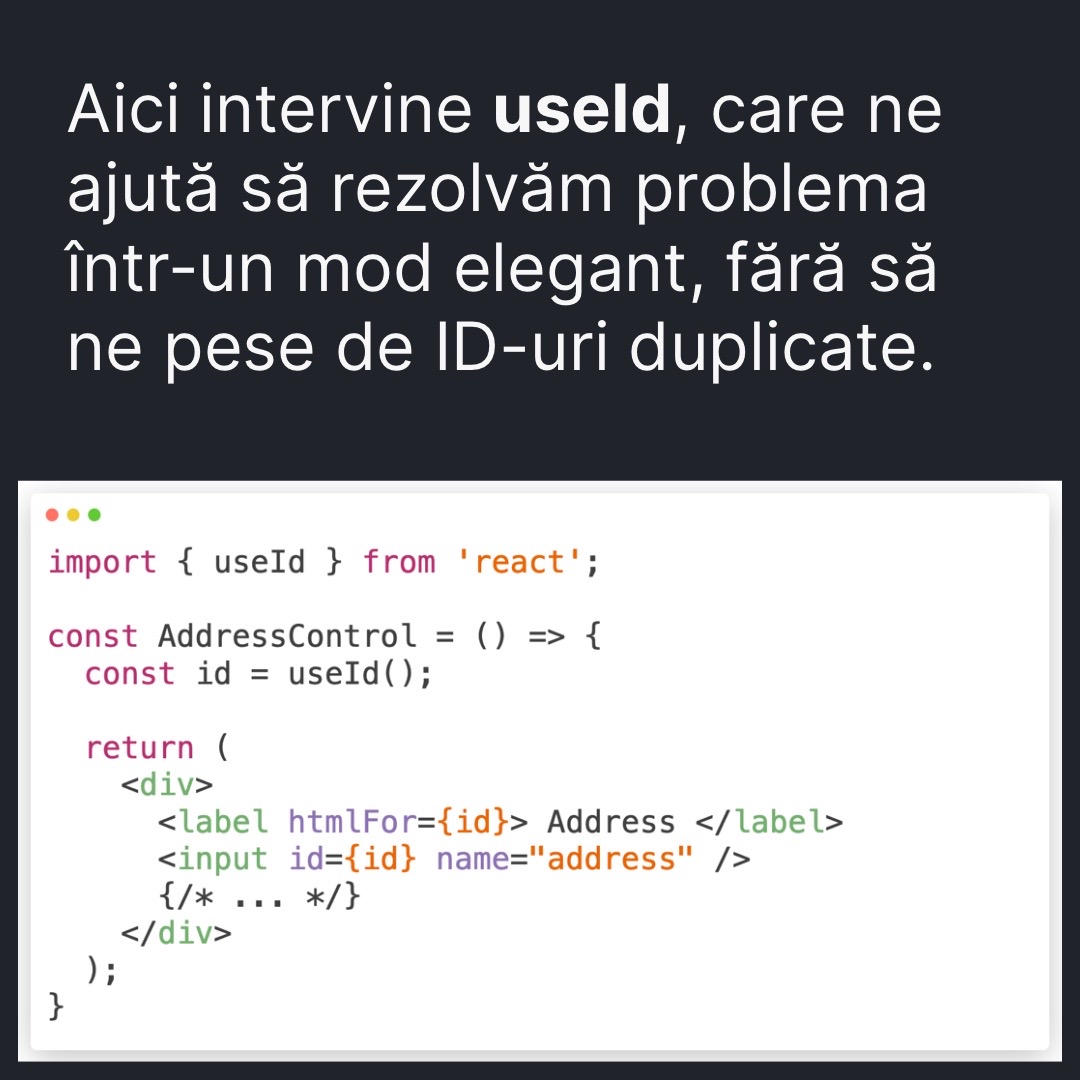 Aici intervine useId, care ne
ajută să rezolvăm problema
într-un mod elegant, fără să
ne pese de ID-uri duplicate.
import { useId } from 'react';
const AddressControl = () => {
  const id = useId();
  return (
    <div>
      <label htmlFor={id}> Address </label>
      <input id={id} name="address" />
      {/* ... */}
    </div>
  );
}